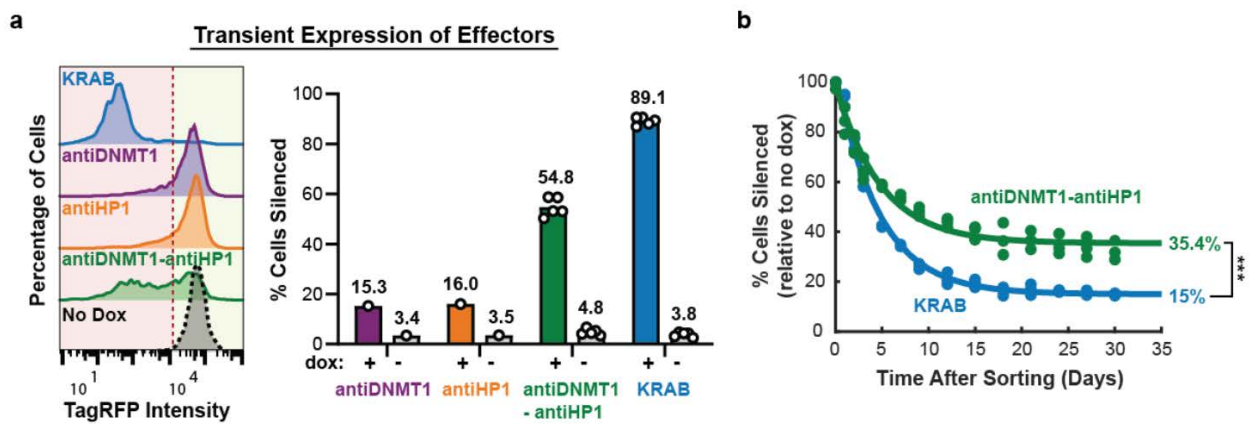 a
Transient Expression of Effectors
Percentage of Cells
KRAB
antiDNMT1
antiHP1
antiDNMT1-antiHP1
No Dox
10 1
10 4
TagRFP Intensity
% Cells Silenced
100
80
60
40
20
0
15.3
3.4
16.0
3.5
54.8
4.8
89.1
3.8
dox: + - + - + - + -
antiDNMT1 antiHP1 antiDNMT1 KRAB
- antiHP1
b
% Cells Silenced
(relative to no dox)
100
80
60
40
20
0
antiDNMT1-antiHP1
35.4%
***
KRAB
15%
0 5 10 15 20 25 30 35
Time After Sorting (Days)